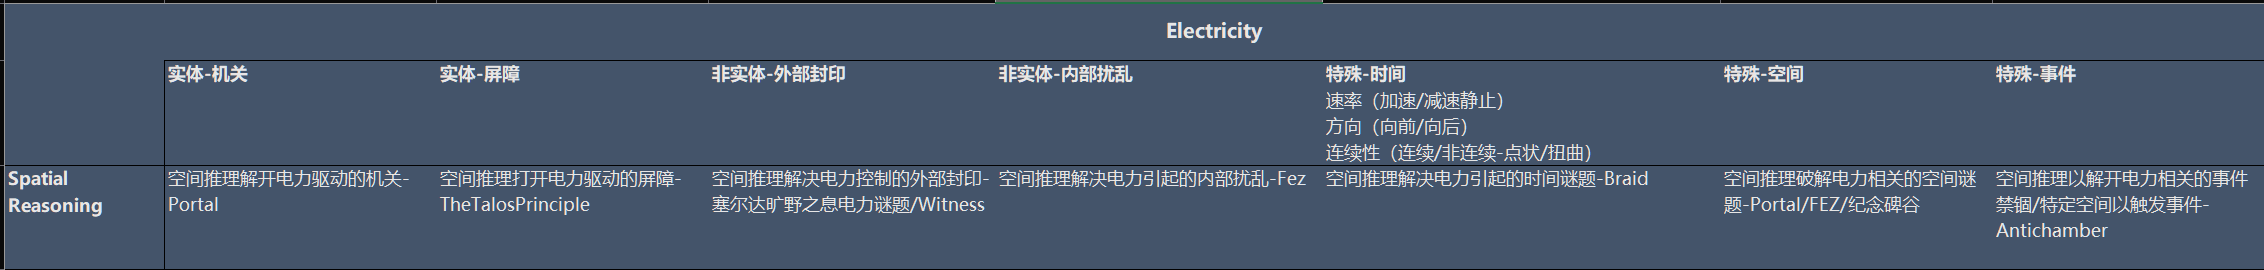 Electricity
实体-机关
实体-屏障
非实体-外部封印
非实体-内部扰乱
特殊-时间
速率（加速/减速静止）
方向（向前/向后）
连续性（连续/非连续-点状/扭曲）
特殊-空间
特殊-事件
Spatial
Reasoning
空间推理解开电力驱动的机关-
Portal
空间推理打开电力驱动的屏障-
TheTalosPrinciple
空间推理解决电力控制的外部封印-
塞尔达旷野之息电力谜题/Witness
空间推理解决电力引起的内部扰乱-Fez
空间推理解决电力引起的时间谜题-Braid
空间推理破解电力相关的空间谜
题-Portal/FEZ/纪念碑谷
空间推理以解开电力相关的事件
禁锢/特定空间以触发事件-
Antichamber